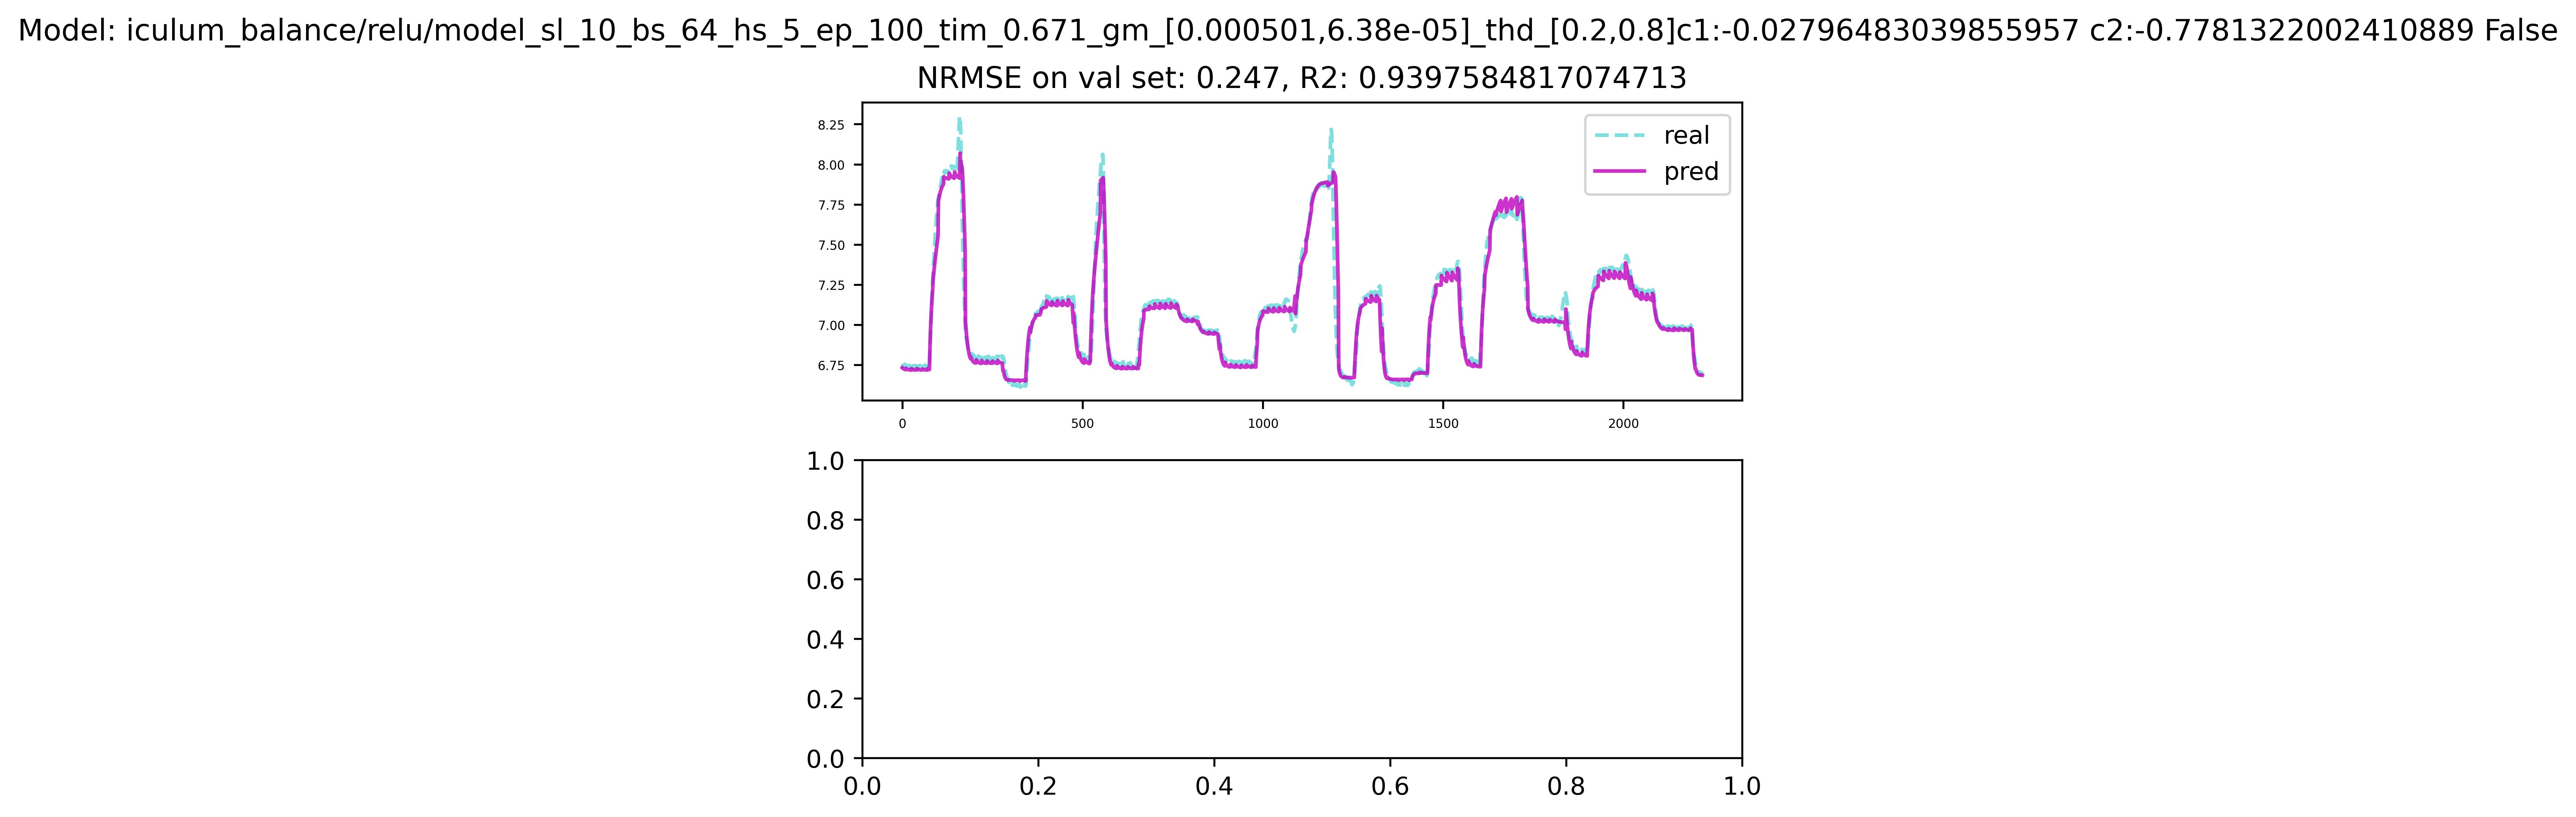 Model: iculum_balance/relu/model_sl_10_bs_64_hs_5_ep_100_tim_0.671_gm_[0.000501,6.38e-05]_thd_[0.2,0.8]c1:-0.02796483039855957 c2:-0.7781322002410889 False
NRMSE on val set: 0.247, R2: 0.9397584817074713
real
pred
8.25
8.00
7.75
7.50
7.25
7.00
6.75
0 500 1000 1500 2000
1.0
0.8
0.6
0.4
0.2
0.0
0.0 0.2 0.4 0.6 0.8 1.0